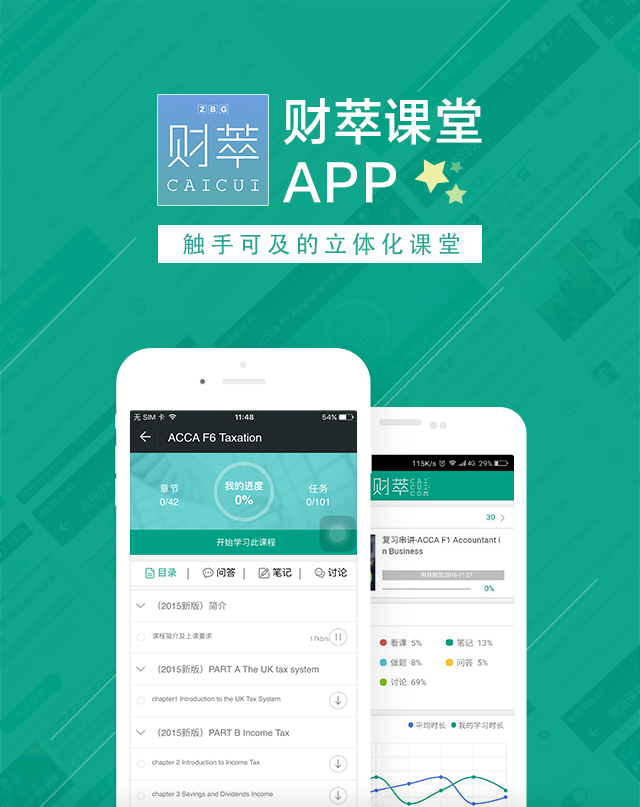 ZBG
财萃
CAICUI
财萃课堂
APP
触手可及的立体化课堂
无 SIM 卡
11:48
54%
ACCA F6 Taxation
章节
0/42
我的进度
0%
任务
0/101
开始学习此课程
目录
问答
笔记
讨论
（2015新版）简介
课程简介及上课要求
17kb/s
（2015新版）PART A The UK tax system
chapter1 Introduction to the UK Tax System
（2015新版）PART B Income Tax
chapter 2 Introduction to Income Tax
chapter 3 Savings and Dividends Income
115K/s
4G
29%
财萃
CAI
CUI
COM
30
复习串讲-ACCA F1 Accountant i
n Business
有效期至:2016-11-27
0%
看课 5%
笔记 13%
做题 8%
问答 5%
讨论 69%
平均时长
我的学习时长